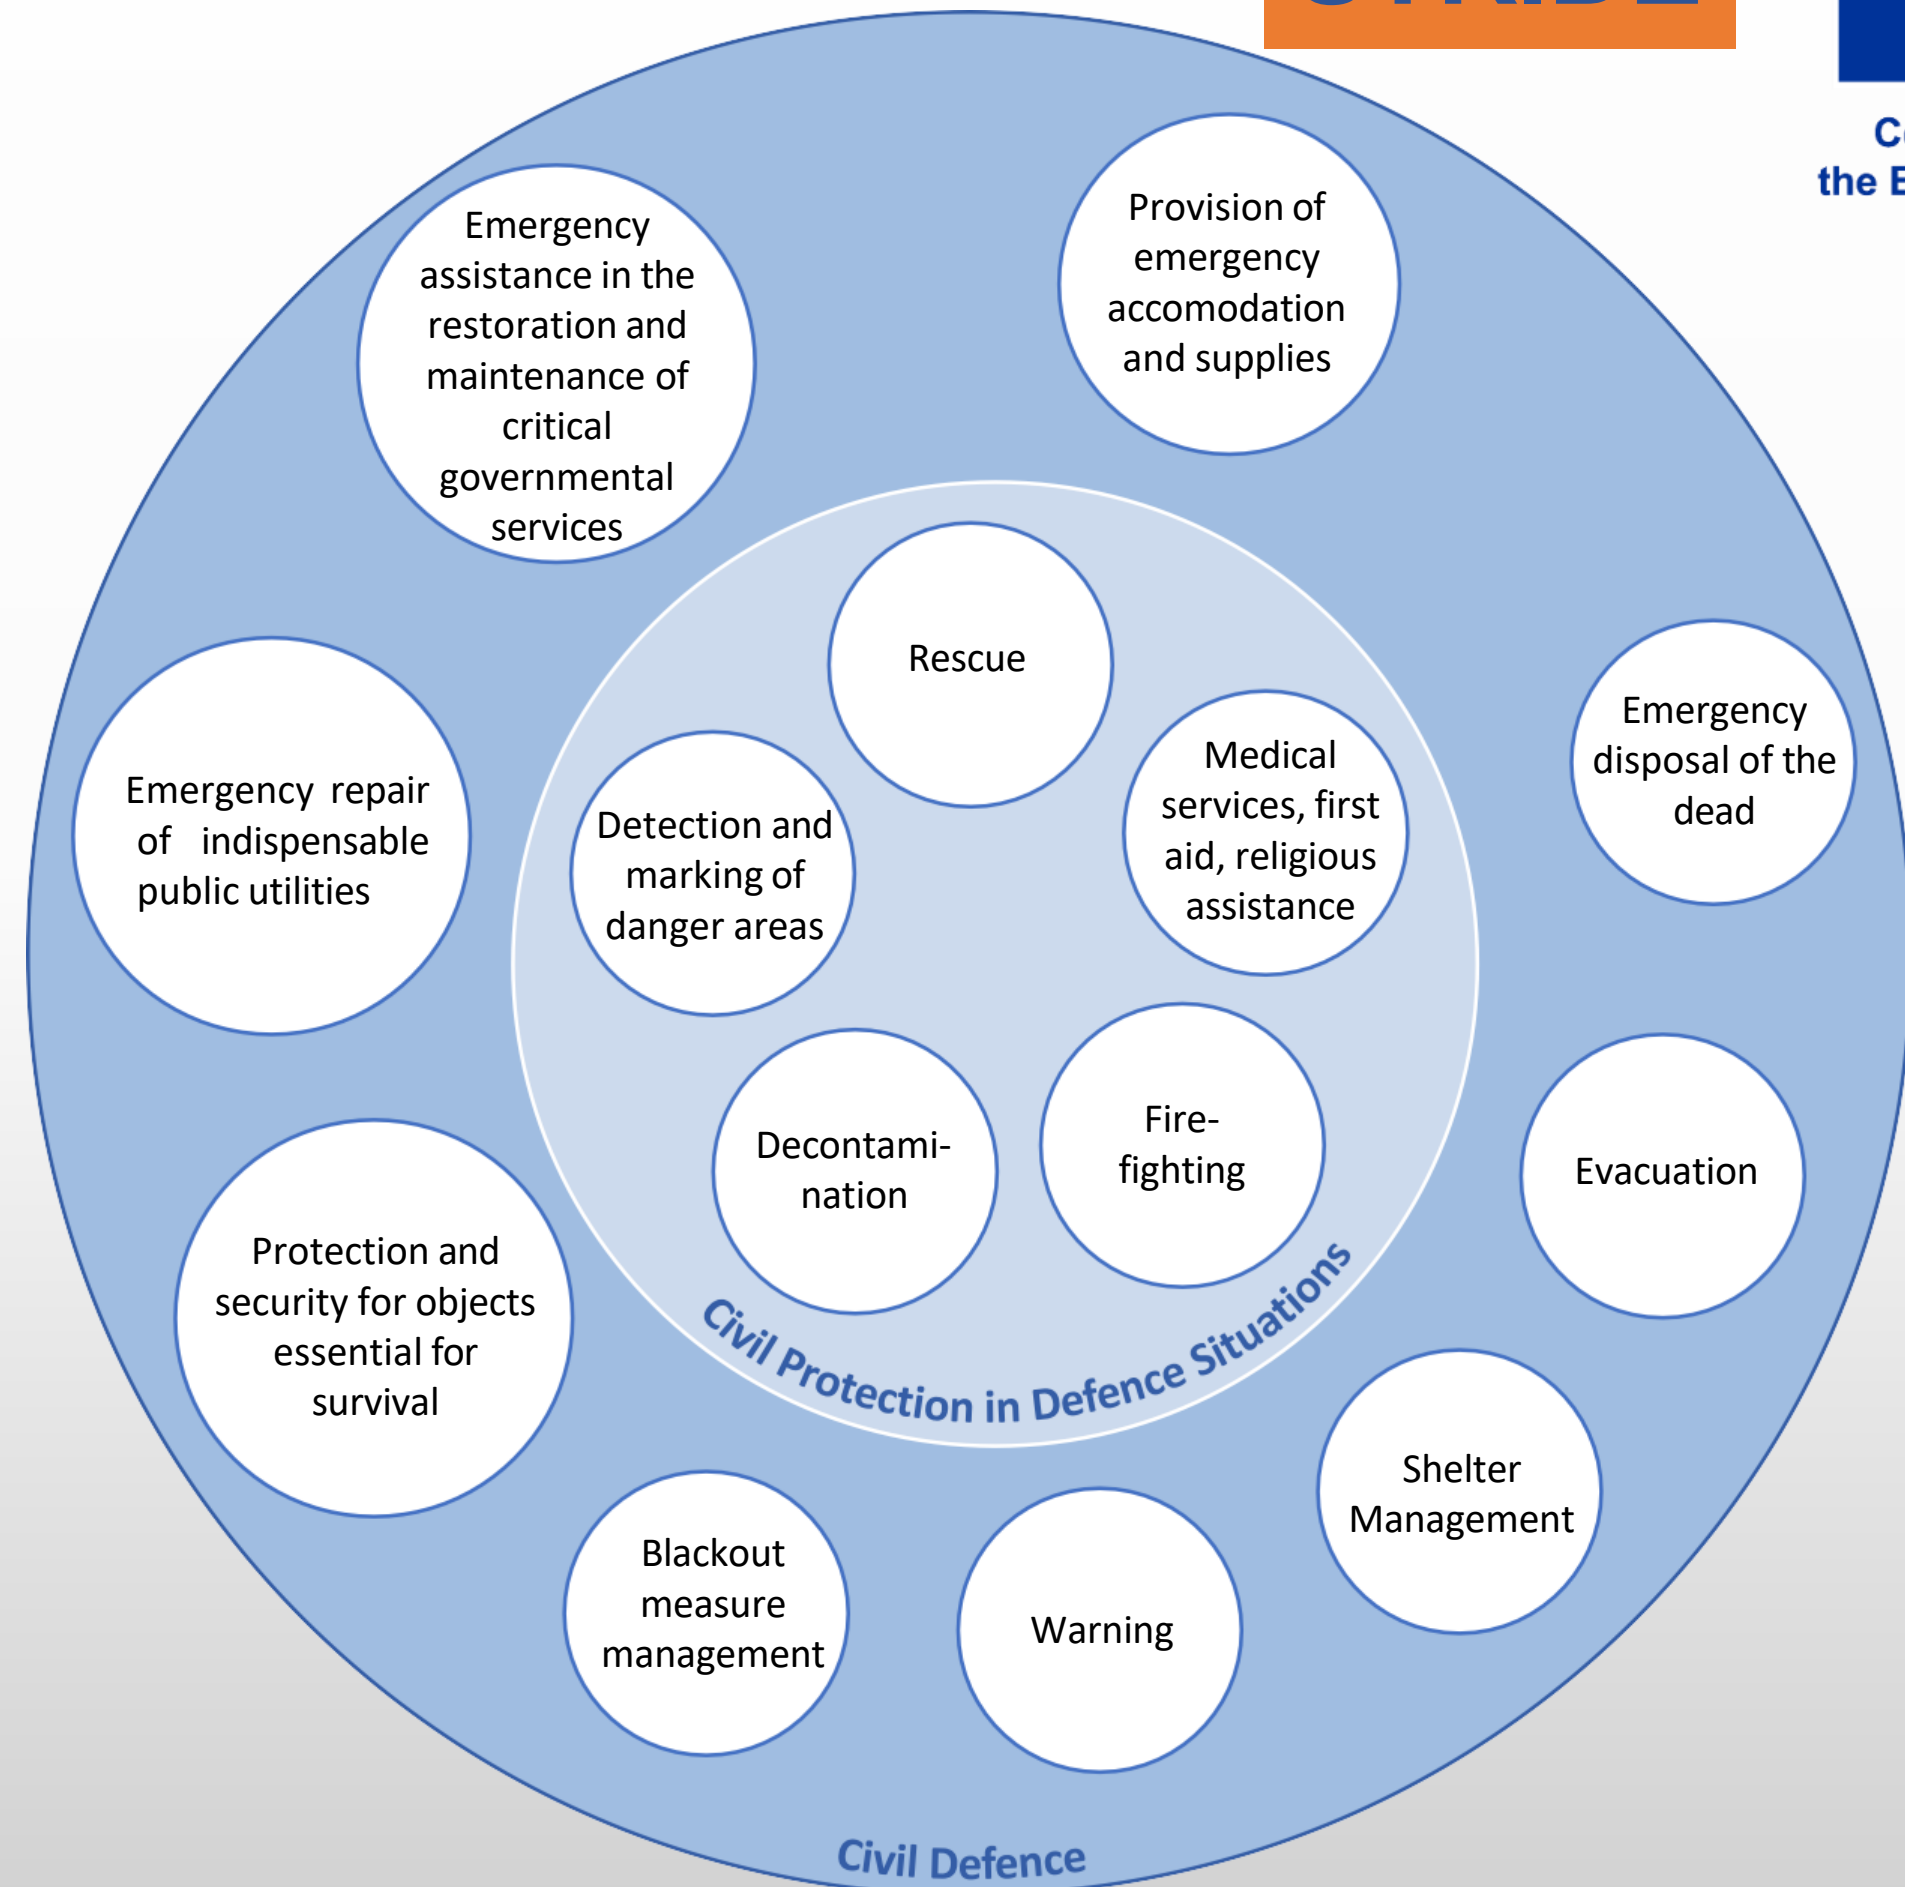 Emergency
assistance in the
restoration and
maintenance of
critical
governmental
services
Provision of
emergency
accomodation
and supplies
Rescue
Medical
services, first
aid, religious
assistance
Emergency
disposal of the
dead
Emergency repair
of indispensable
public utilities
Detection and
marking of
danger areas
Decontami-
nation
Fire-
fighting
Evacuation
Protection and
security for objects
essential for
survival
Civil Protection in Defence Situations
Shelter
Management
Blackout
measure
management
Warning
Civil Defence
the